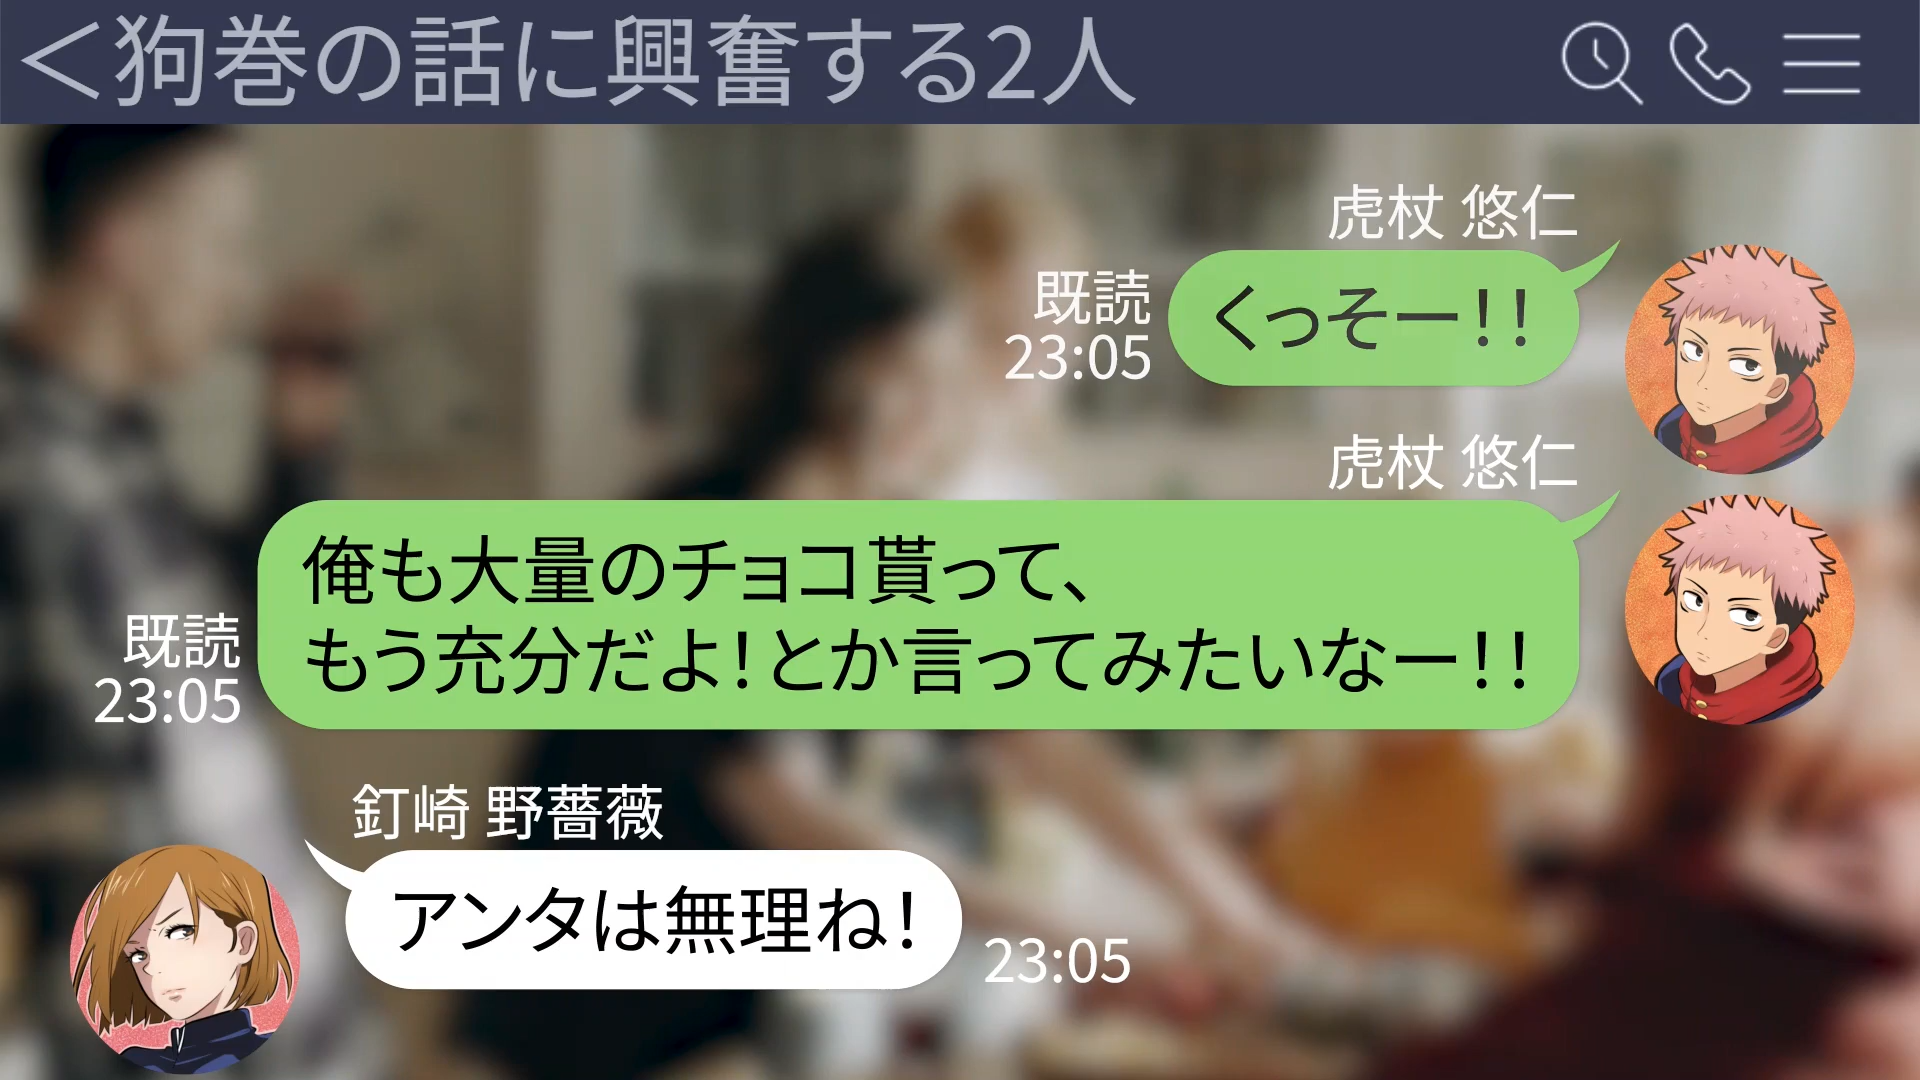 ＜狗巻の話に興奮する2人
虎杖 悠仁
くっそー！！
既読
23:05
虎杖 悠仁
俺も大量のチョコ貰って、
もう充分だよ！とか言ってみたいなー！！
既読
23:05
釘崎 野薔薇
アンタは無理ね！
23:05